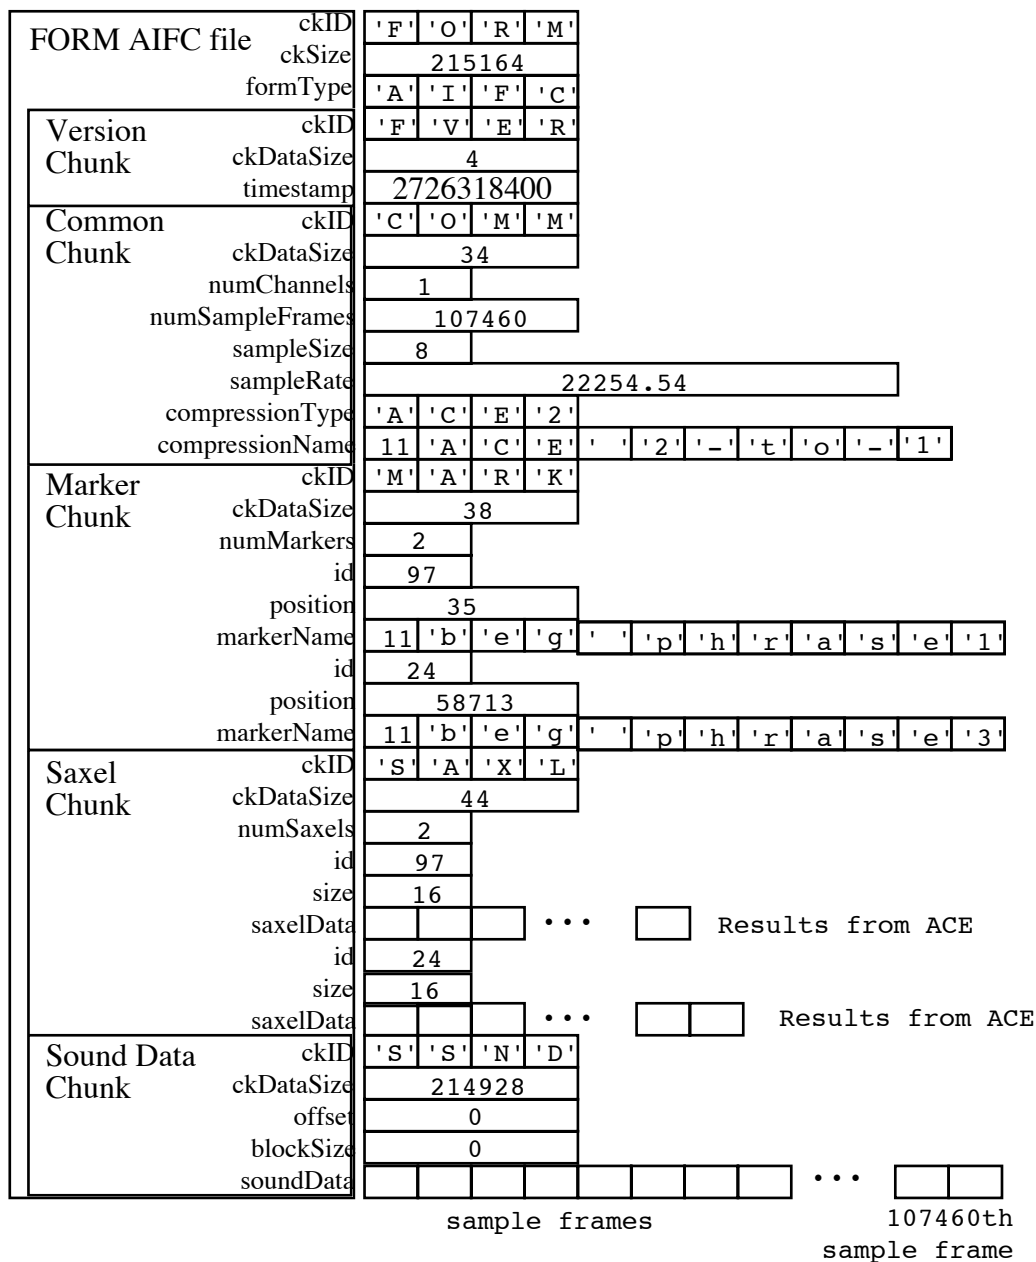 FORM AIFC file
ckID 'F' 'O' 'R' 'M'
ckSize 215164
formType 'A' 'I' 'F' 'C'
Version Chunk
ckID 'F' 'V' 'E' 'R'
ckDataSize 4
timestamp 2726318400
Common Chunk
ckID 'C' 'O' 'M' 'M'
ckDataSize 34
numChannels 1
numSampleFrames 107460
sampleSize 8
sampleRate 22254.54
compressionType 'A' 'C' 'E' '2'
compressionName 11 'A' 'C' 'E' ' ' '2' '-' 't' 'o' '-' '1'
Marker Chunk
ckID 'M' 'A' 'R' 'K'
ckDataSize 38
numMarkers 2
id 97
position 35
markerName 11 'b' 'e' 'g' ' ' 'p' 'h' 'r' 'a' 's' 'e' '1'
id 24
position 58713
markerName 11 'b' 'e' 'g' ' ' 'p' 'h' 'r' 'a' 's' 'e' '3'
Saxel Chunk
ckID 'S' 'A' 'X' 'L'
ckDataSize 44
numSaxels 2
id 97
size 16
saxelData ••• Results from ACE
id 24
size 16
saxelData ••• Results from ACE
Sound Data Chunk
ckID 'S' 'S' 'N' 'D'
ckDataSize 214928
offset 0
blockSize 0
soundData •••
sample frames 107460th
sample frame